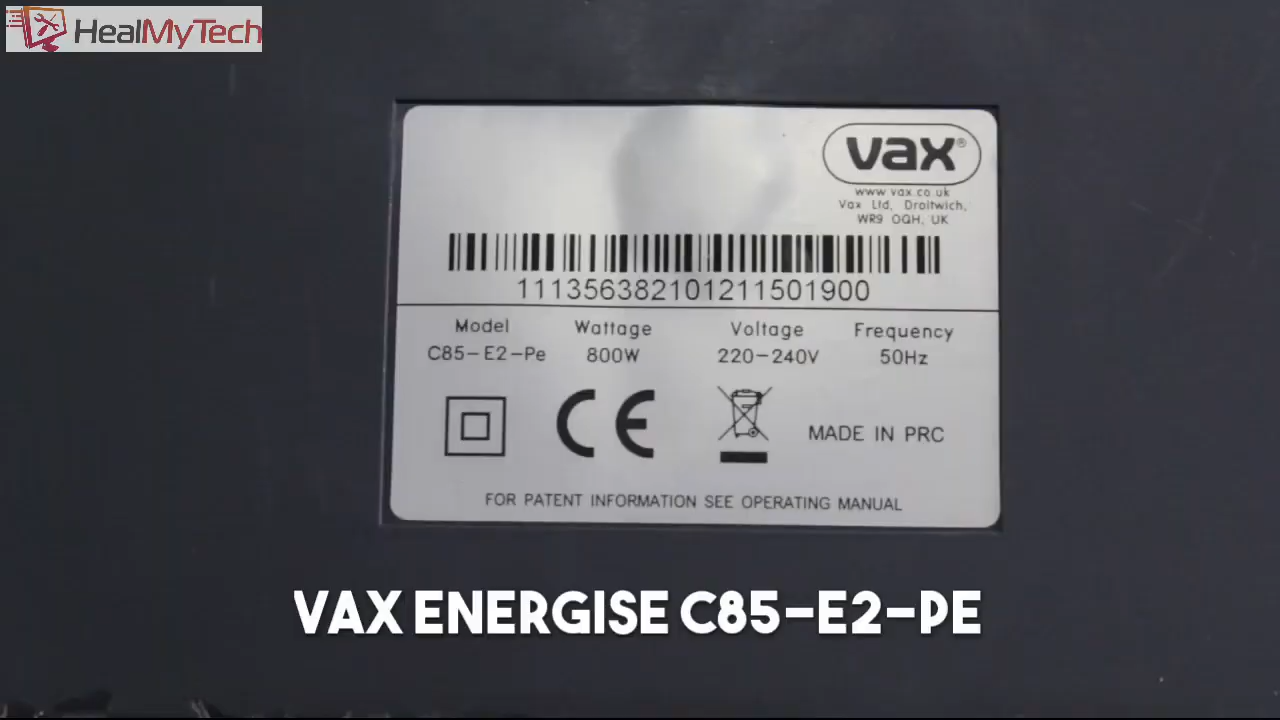 HealMyTech
vax®
www.vax.co.uk
Vax Ltd, Droitwich,
WR9 0QH, UK
111356382101211501900
Model Wattage Voltage Frequency
C85-E2-Pe 800W 220-240V 50Hz
CE
MADE IN PRC
FOR PATENT INFORMATION SEE OPERATING MANUAL
VAX ENERGISE C85-E2-PE